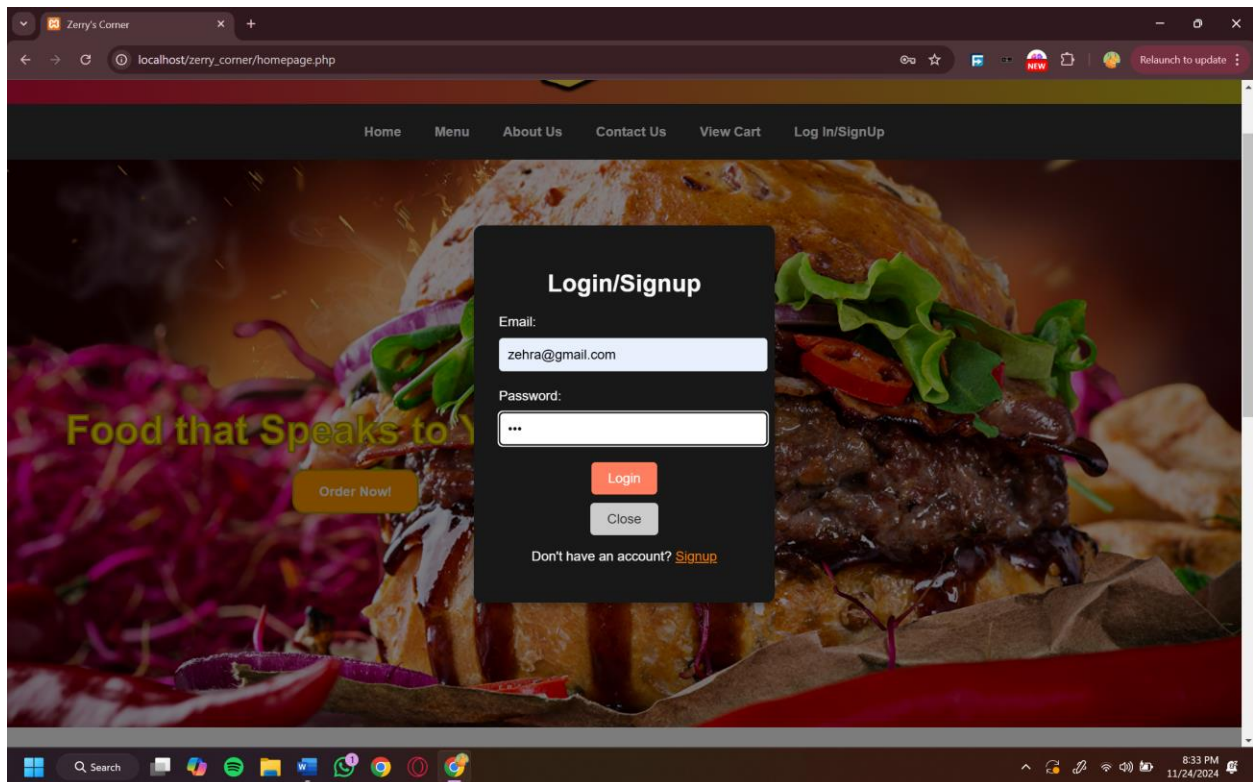 Zerry's Corner
localhost/zerry_corner/homepage.php
NEW
Relaunch to update
Home Menu About Us Contact Us View Cart Log In/SignUp
Login/Signup
Email:
zehra@gmail.com
Password:
•••
Food that Speaks to Y
Order Now!
Login
Close
Don't have an account? Signup
Search
1
8:33 PM
11/24/2024